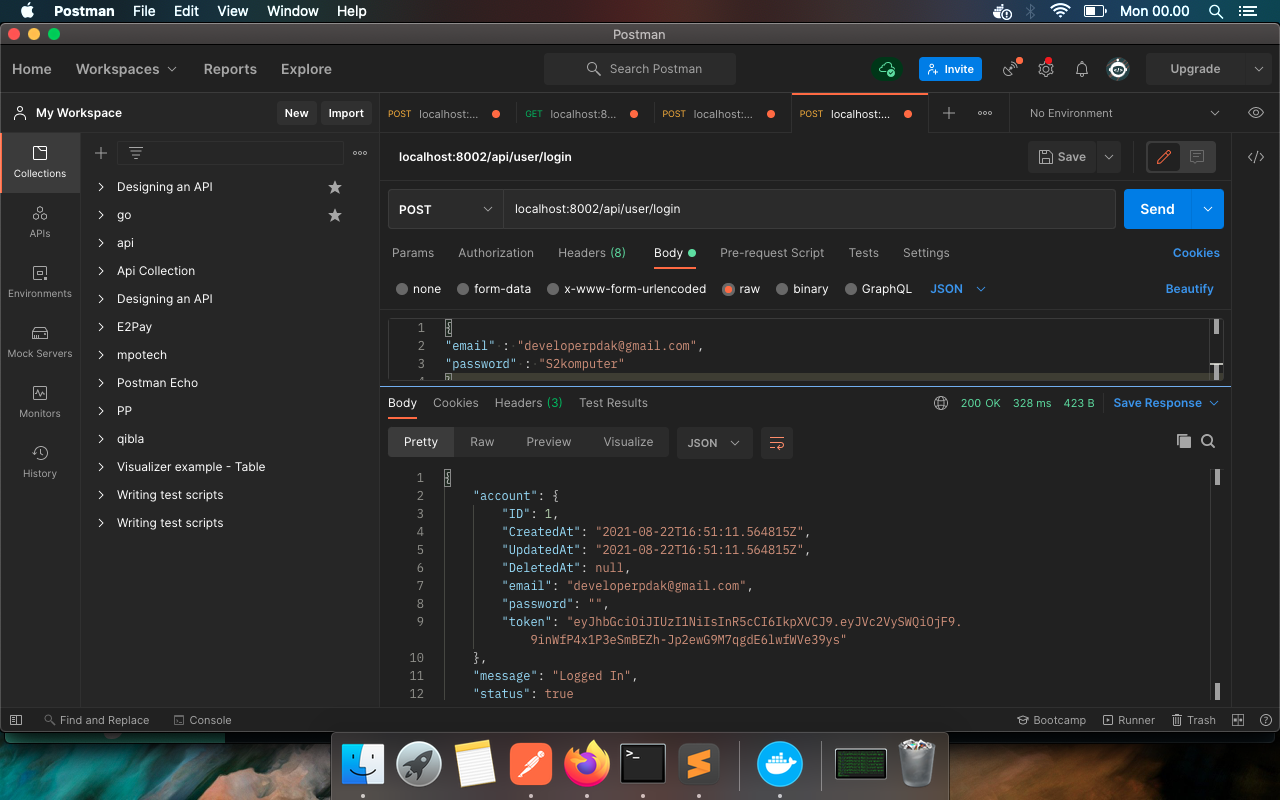 Postman File Edit View Window Help Mon 00.00
Postman
Home Workspaces Reports Explore Search Postman Invite Upgrade
My Workspace New Import
POST localhost:... GET localhost:8... POST localhost:... POST localhost:... No Environment
localhost:8002/api/user/login Save
Collections
APIs
Environments
Mock Servers
Monitors
History
Designing an API
go
api
Api Collection
Designing an API
E2Pay
mpotech
Postman Echo
PP
qibla
Visualizer example - Table
Writing test scripts
Writing test scripts
POST localhost:8002/api/user/login Send
Params Authorization Headers (8) Body Pre-request Script Tests Settings Cookies
none form-data x-www-form-urlencoded raw binary GraphQL JSON Beautify
1 {
2 "email" : "developerpdak@gmail.com",
3 "password" : "S2komputer"
4 }
Body Cookies Headers (3) Test Results 200 OK 328 ms 423 B Save Response
Pretty Raw Preview Visualize JSON
1 {
2 "account": {
3 "ID": 1,
4 "CreatedAt": "2021-08-22T16:51:11.564815Z",
5 "UpdatedAt": "2021-08-22T16:51:11.564815Z",
6 "DeletedAt": null,
7 "email": "developerpdak@gmail.com",
8 "password": "",
9 "token": "eyJhbGciOiJIUzI1NiIsInR5cCI6IkpXVCJ9.eyJVc2VySWQiOjF9.
9inWfP4x1P3eSmBEZh-Jp2ewG9M7qgdE6lwfWVe39ys"
10 },
11 "message": "Logged In",
12 "status": true
Find and Replace Console Bootcamp Runner Trash